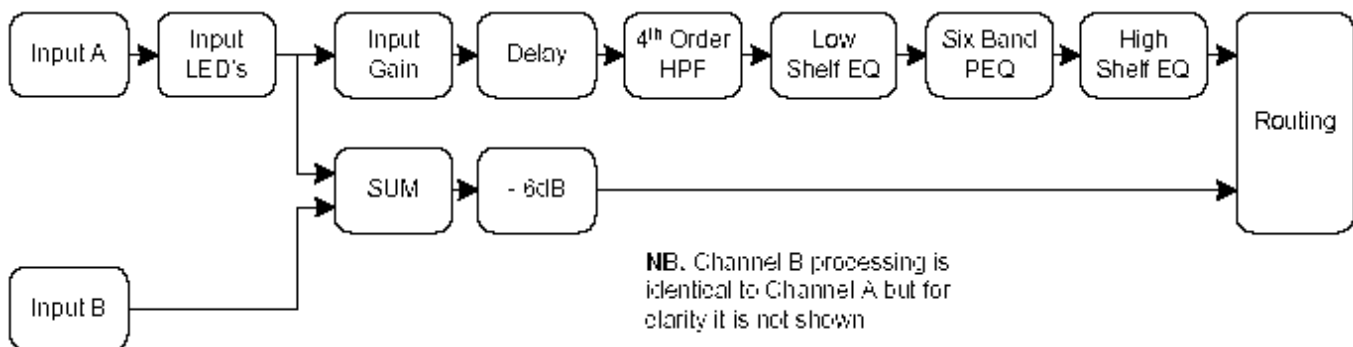 Input A
Input
LED's
Input
Gain
Delay
4th Order
HPF
Low
Shelf EQ
Six Band
PEQ
High
Shelf EQ
Routing
SUM
- 6dB
Input B
NB. Channel B processing is
identical to Channel A but for
clarity it is not shown